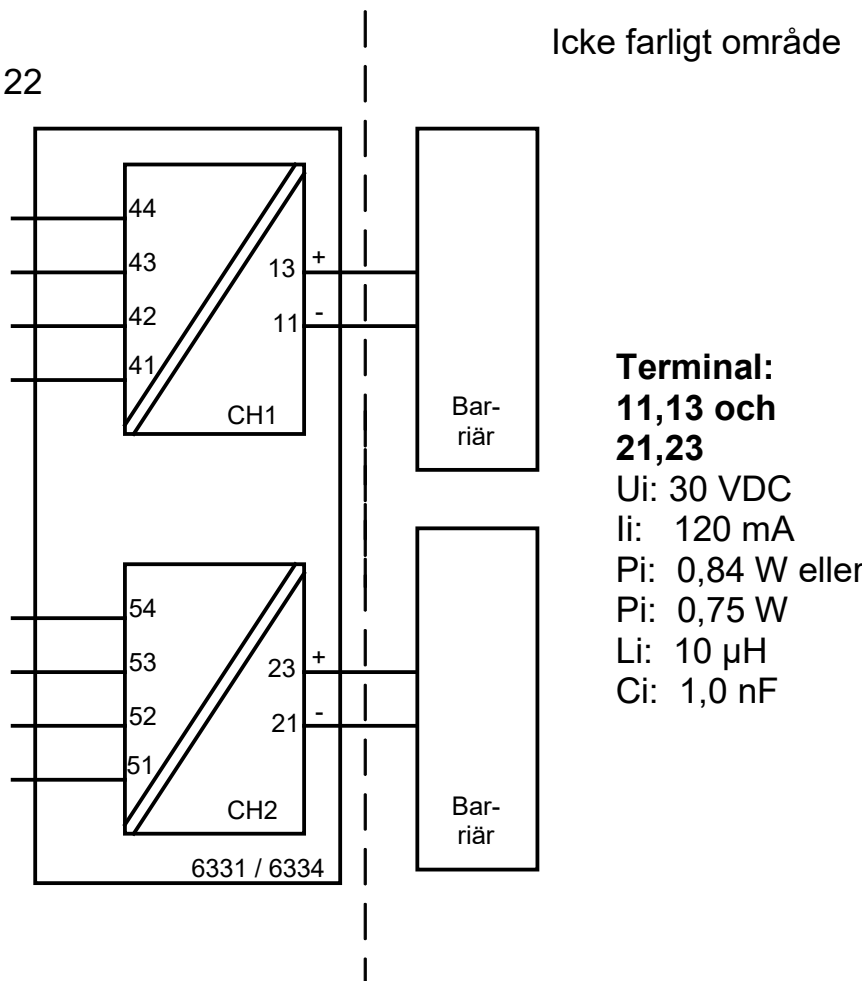 Icke farligt område
22
44
43
42
41
13 +
11 -
CH1
Bar-
riär
54
53
52
51
23 +
21 -
CH2
Bar-
riär
6331 / 6334
Terminal:
11,13 och
21,23
Ui: 30 VDC
Ii: 120 mA
Pi: 0,84 W eller
Pi: 0,75 W
Li: 10 µH
Ci: 1,0 nF